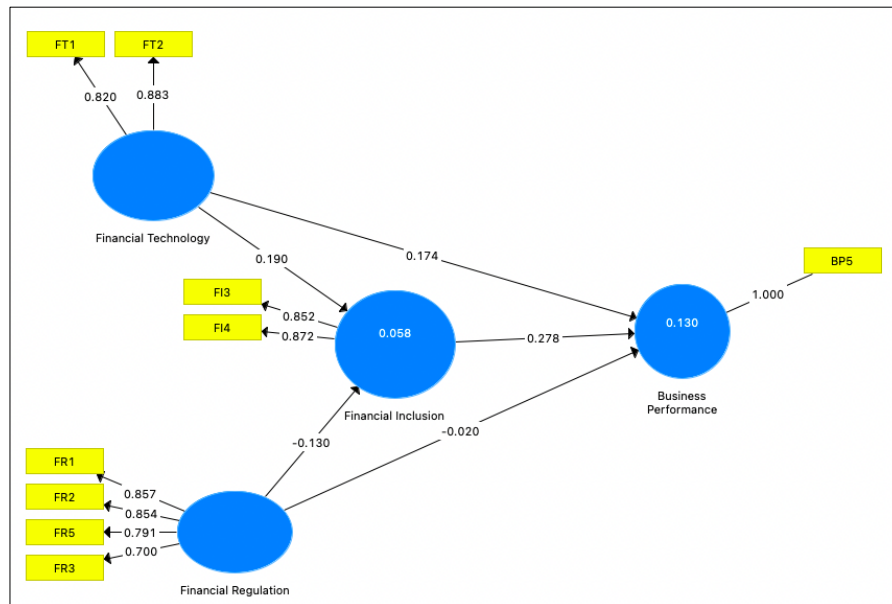 FT1
FT2
0.820
0.883
Financial Technology
0.190
0.174
BP5
1.000
FI3
FI4
0.852
0.872
0.058
0.278
0.130
Financial Inclusion
Business
Performance
-0.130
-0.020
FR1
FR2
FR5
FR3
0.857
0.854
0.791
0.700
Financial Regulation